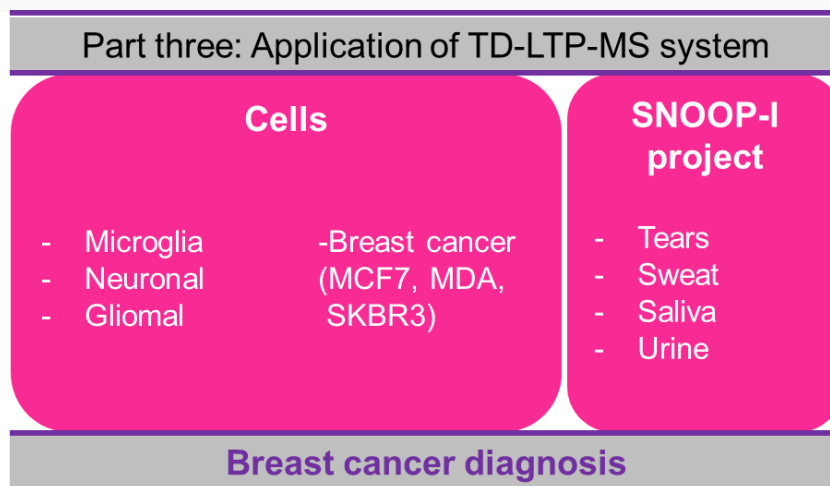 Part three: Application of TD-LTP-MS system
Cells
- Microglia
- Neuronal
- Gliomal
-Breast cancer
(MCF7, MDA,
SKBR3)
SNOOP-I
project
- Tears
- Sweat
- Saliva
- Urine
Breast cancer diagnosis